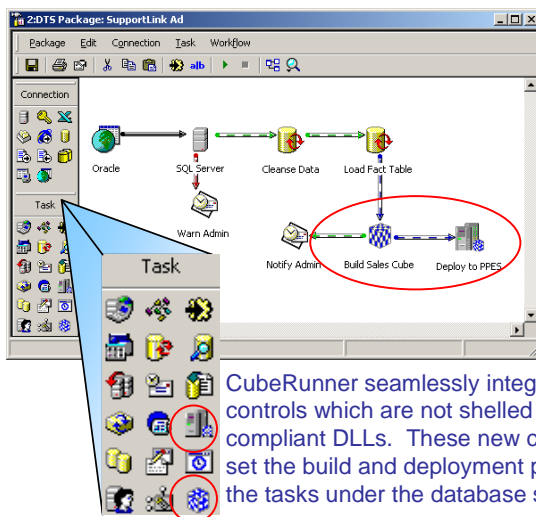 2:DTS Package: SupportLink Ad
Package Edit Connection Task Workflow
Connection
Oracle
SQL Server
Cleanse Data
Load Fact Table
Task
Warn Admin
Notify Admin
Build Sales Cube
Deploy to PPES
Task
CubeRunner seamlessly integ
controls which are not shelled
compliant DLLs. These new c
set the build and deployment p
the tasks under the database s